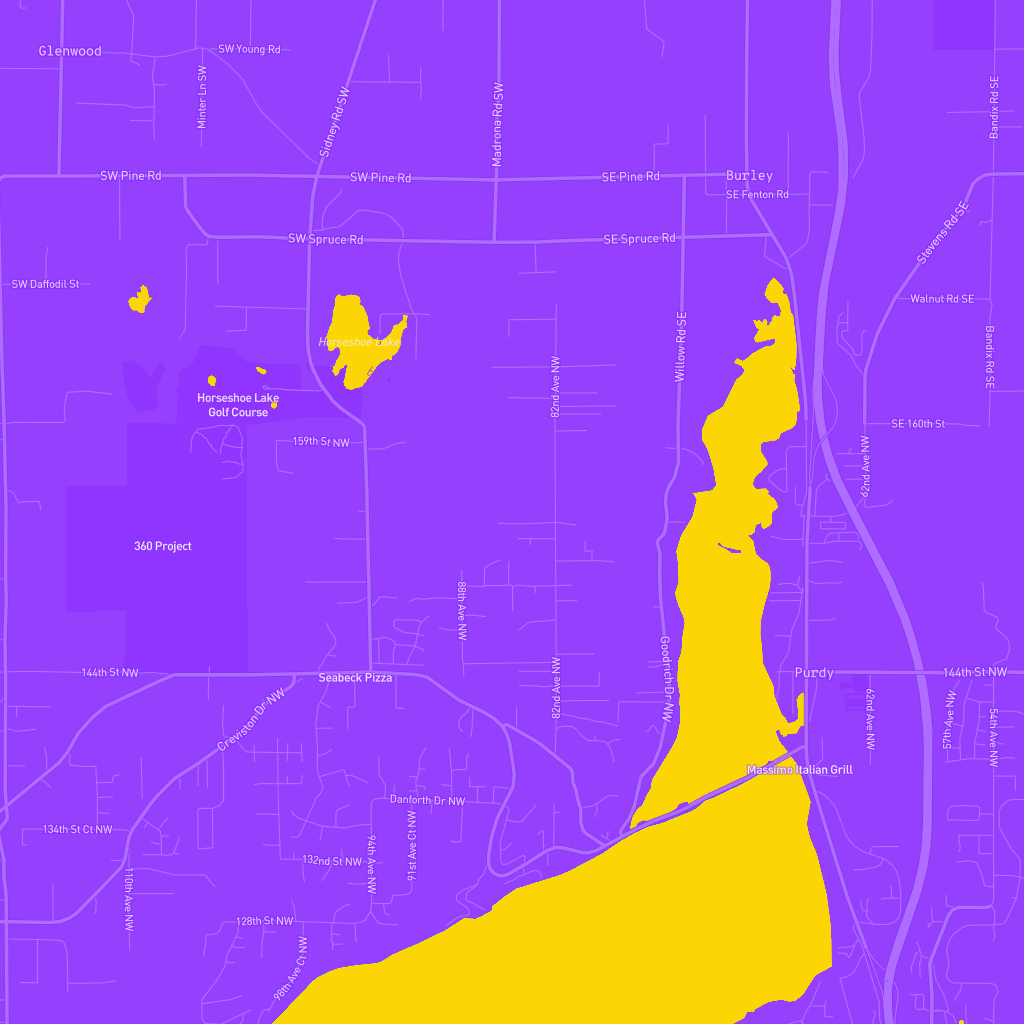 Glenwood
SW Young Rd
Minter Ln SW
Sidney Rd SW
Madrona Rd SW
Bandix Rd SE
SW Pine Rd
SW Pine Rd
SE Pine Rd
Burley
SE Fenton Rd
SW Spruce Rd
SE Spruce Rd
Stevens Rd SE
SW Daffodil St
Walnut Rd SE
Horseshoe Lake
Willow Rd SE
Bandix Rd SE
82nd Ave NW
Horseshoe Lake
Golf Course
159th St NW
SE 160th St
62nd Ave NW
360 Project
88th Ave NW
Goodrich Dr NW
144th St NW
Seabeck Pizza
82nd Ave NW
Purdy
144th St NW
62nd Ave NW
57th Ave NW
54th Ave NW
Creviston Dr NW
Massimo Italian Grill
Danforth Dr NW
134th St Ct NW
132nd St NW
94th Ave NW
91st Ave Ct NW
110th Ave NW
128th St NW
98th Ave Ct NW